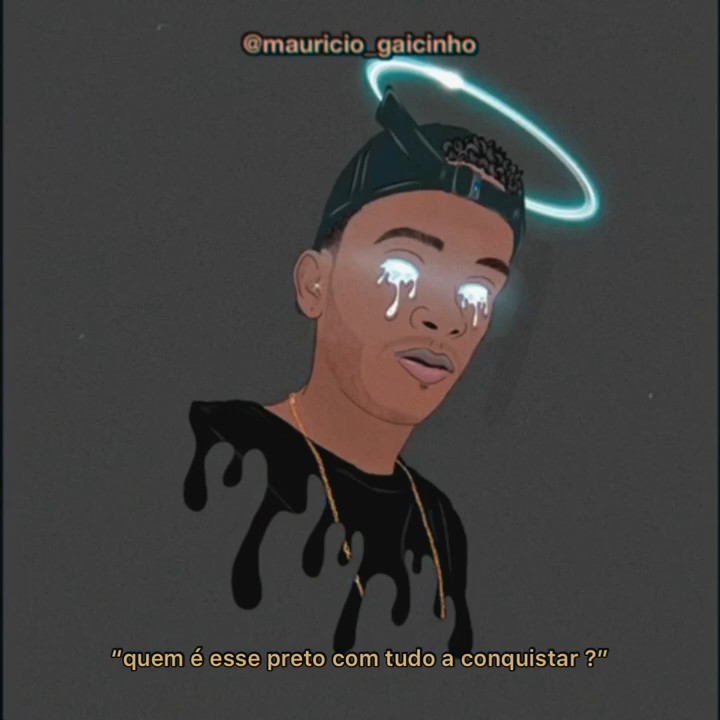 @mauricio_gaicinho
“quem é esse preto com tudo a conquistar ?”